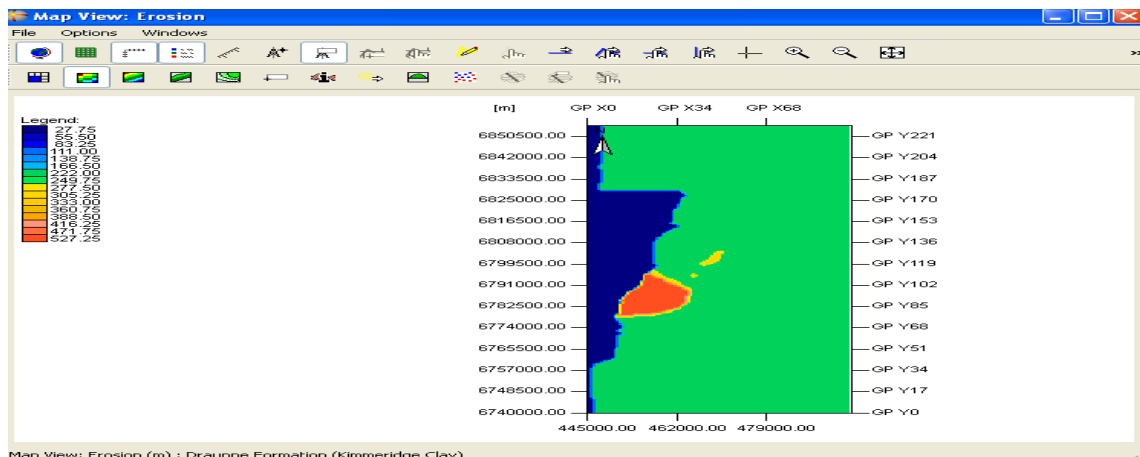 Map View: Erosion
File Options Windows
Legend:
27.75
55.50
83.25
111.00
138.75
166.50
222.00
249.75
277.50
305.25
333.00
360.75
388.50
416.25
471.75
527.25
[m] GP X0 GP X34 GP X68
6850500.00 GP Y221
6842000.00 GP Y204
6833500.00 GP Y187
6825000.00 GP Y170
6816500.00 GP Y153
6808000.00 GP Y136
6799500.00 GP Y119
6791000.00 GP Y102
6782500.00 GP Y85
6774000.00 GP Y68
6765500.00 GP Y51
6757000.00 GP Y34
6748500.00 GP Y17
6740000.00 GP Y0
445000.00 462000.00 479000.00
Map View: Erosion (m) : Draupne Formation (Kimmeridge Clay)